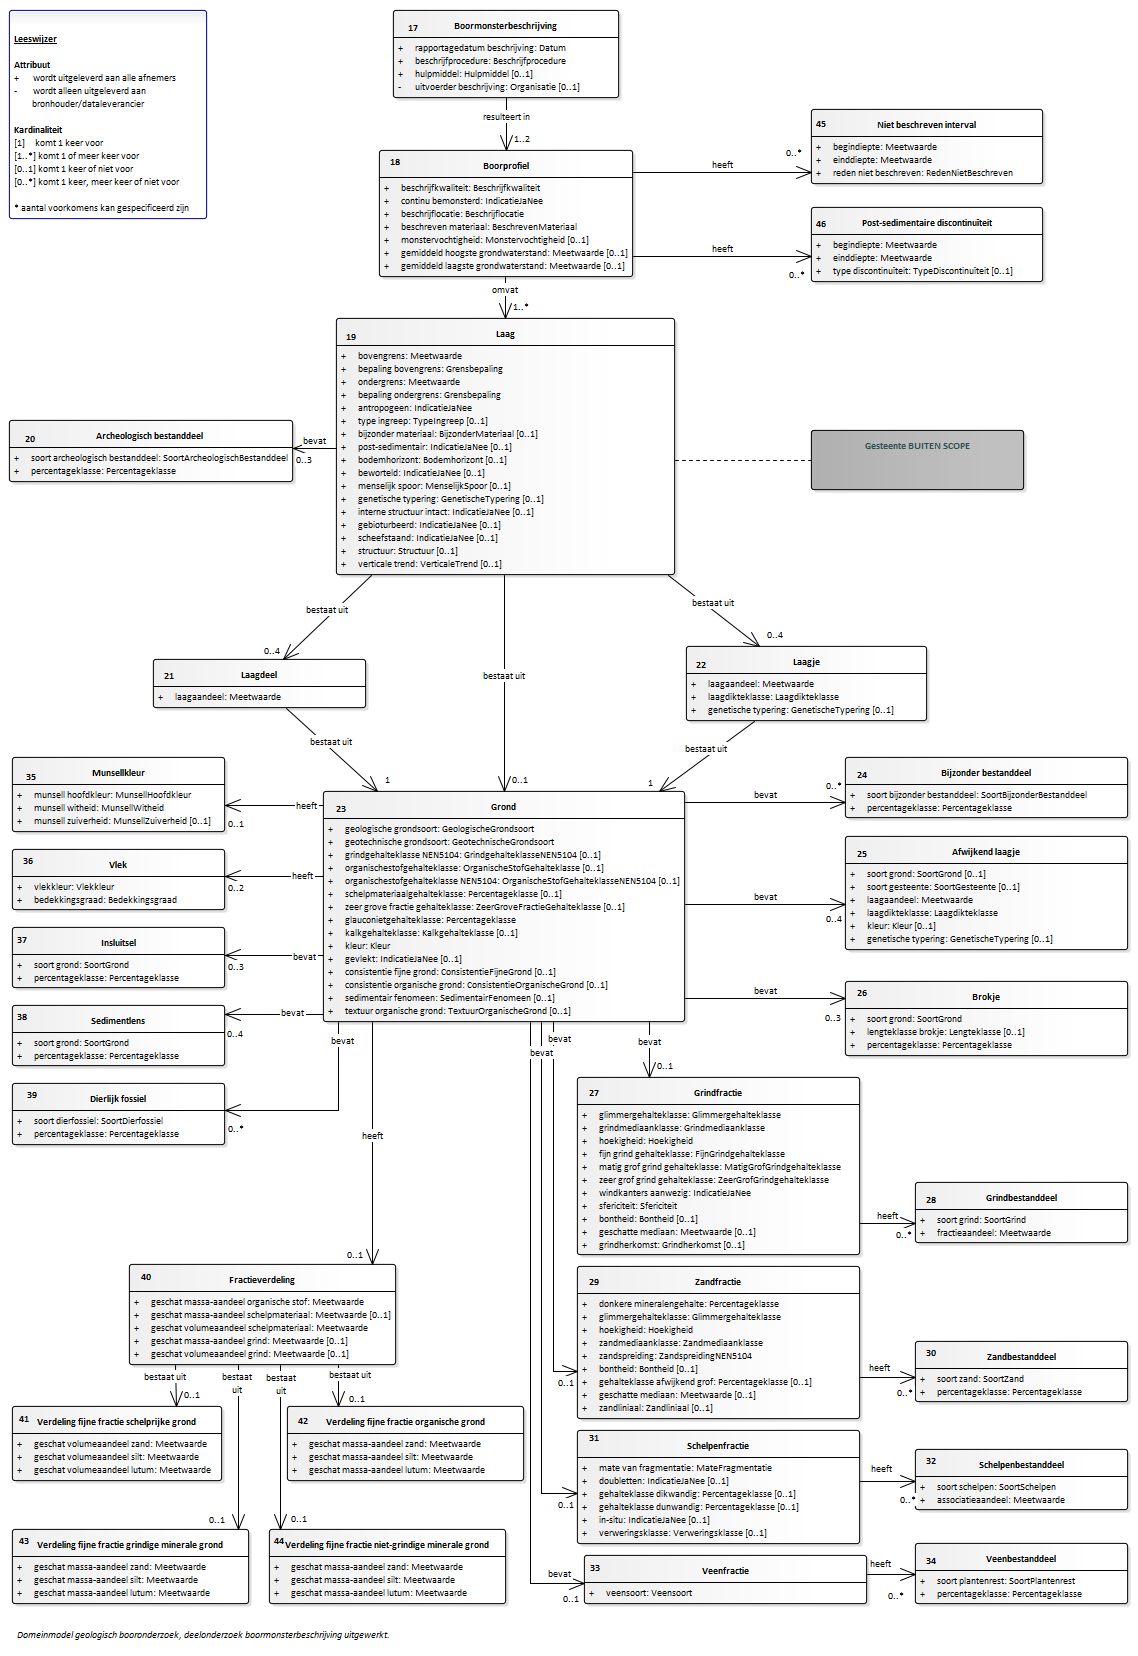 Leeswijzer
Attribuut
+ wordt uitgeleverd aan alle afnemers
- wordt alleen uitgeleverd aan
bronhouder/dataleverancier
Kardinaliteit
[1] komt 1 keer voor
[1..*] komt 1 of meer keer voor
[0..1] komt 1 keer of niet voor
[0..*] komt 1 keer, meer keer of niet voor
* aantal voorkomens kan gespecificeerd zijn
17 Boormonsterbeschrijving
+ rapportagedatum beschrijving: Datum
+ beschrijfprocedure: Beschrijfprocedure
+ hulpmiddel: Hulpmiddel [0..1]
- uitvoerder beschrijving: Organisatie [0..1]
resulteert in
1..2
18 Boorprofiel
+ beschrijfkwaliteit: Beschrijfkwaliteit
+ continu bemonsterd: IndicatieJaNee
+ beschrijflocatie: Beschrijflocatie
+ beschreven materiaal: BeschrevenMateriaal
+ monstervochtigheid: Monstervochtigheid [0..1]
+ gemiddeld hoogste grondwaterstand: Meetwaarde [0..1]
+ gemiddeld laagste grondwaterstand: Meetwaarde [0..1]
heeft
0..*
45 Niet beschreven interval
+ begindiepte: Meetwaarde
+ einddiepte: Meetwaarde
+ reden niet beschreven: RedenNietBeschreven
heeft
0..*
46 Post-sedimentaire discontinuïteit
+ begindiepte: Meetwaarde
+ einddiepte: Meetwaarde
+ type discontinuïteit: TypeDiscontinuïteit [0..1]
omvat
1..*
19 Laag
+ bovengrens: Meetwaarde
+ bepaling bovengrens: Grensbepaling
+ ondergrens: Meetwaarde
+ bepaling ondergrens: Grensbepaling
+ antropogeen: IndicatieJaNee
+ type ingreep: TypeIngreep [0..1]
+ bijzonder materiaal: BijzonderMateriaal [0..1]
+ post-sedimentair: IndicatieJaNee [0..1]
+ bodemhorizont: Bodemhorizont [0..1]
+ beworteld: IndicatieJaNee [0..1]
+ menselijk spoor: MenselijkSpoor [0..1]
+ genetische typering: GenetischeTypering [0..1]
+ interne structuur intact: IndicatieJaNee [0..1]
+ gebioturbeerd: IndicatieJaNee [0..1]
+ scheefstaand: IndicatieJaNee [0..1]
+ structuur: Structuur [0..1]
+ verticale trend: VerticaleTrend [0..1]
bevat
0..3
20 Archeologisch bestanddeel
+ soort archeologisch bestanddeel: SoortArcheologischBestanddeel
+ percentageklasse: Percentageklasse
Gesteente BUITEN SCOPE
bestaat uit
0..4
bestaat uit
0..1
bestaat uit
0..4
21 Laagdeel
+ laagaandeel: Meetwaarde
22 Laagje
+ laagaandeel: Meetwaarde
+ laagdikteklasse: Laagdikteklasse
+ genetische typering: GenetischeTypering [0..1]
bestaat uit
1
bestaat uit
1
23 Grond
+ geologische grondsoort: GeologischeGrondsoort
+ geotechnische grondsoort: GeotechnischeGrondsoort
+ grindgehalteklasse NEN5104: GrindgehalteklasseNEN5104 [0..1]
+ organischestofgehalteklasse: OrganischeStofGehalteklasse [0..1]
+ organischestofgehalteklasse NEN5104: OrganischeStofGehalteklasseNEN5104 [0..1]
+ schelpmateriaalgehalteklasse: Percentageklasse [0..1]
+ zeer grove fractie gehalteklasse: ZeerGroveFractieGehalteklasse [0..1]
+ glauconietgehalteklasse: Percentageklasse
+ kalkgehalteklasse: Kalkgehalteklasse [0..1]
+ kleur: Kleur
+ gevlekt: IndicatieJaNee [0..1]
+ consistentie fijne grond: ConsistentieFijneGrond [0..1]
+ consistentie organische grond: ConsistentieOrganischeGrond [0..1]
+ sedimentair fenomeen: SedimentairFenomeen [0..1]
+ textuur organische grond: TextuurOrganischeGrond [0..1]
35 Munsellkleur
+ munsell hoofdkleur: MunsellHoofdkleur
+ munsell witheid: MunsellWitheid
+ munsell zuiverheid: MunsellZuiverheid [0..1]
heeft
0..1
36 Vlek
+ vlekkleur: Vlekkleur
+ bedekkingsgraad: Bedekkingsgraad
heeft
0..2
37 Insluitsel
+ soort grond: SoortGrond
+ percentageklasse: Percentageklasse
bevat
0..3
38 Sedimentlens
+ soort grond: SoortGrond
+ percentageklasse: Percentageklasse
bevat
0..4
39 Dierlijk fossiel
+ soort dierfossiel: SoortDierfossiel
+ percentageklasse: Percentageklasse
bevat
0..*
bevat
0..*
24 Bijzonder bestanddeel
+ soort bijzonder bestanddeel: SoortBijzonderBestanddeel
+ percentageklasse: Percentageklasse
bevat
0..4
25 Afwijkend laagje
+ soort grond: SoortGrond [0..1]
+ soort gesteente: SoortGesteente [0..1]
+ laagaandeel: Meetwaarde
+ laagdikteklasse: Laagdikteklasse
+ kleur: Kleur [0..1]
+ genetische typering: GenetischeTypering [0..1]
bevat
0..3
26 Brokje
+ soort grond: SoortGrond
+ lengteklasse brokje: Lengteklasse [0..1]
+ percentageklasse: Percentageklasse
bevat
bevat
bevat
0..1
27 Grindfractie
+ glimmergehalteklasse: Glimmergehalteklasse
+ grindmediaanklasse: Grindmediaanklasse
+ hoekigheid: Hoekigheid
+ fijn grind gehalteklasse: FijnGrindgehalteklasse
+ matig grof grind gehalteklasse: MatigGrofGrindgehalteklasse
+ zeer grof grind gehalteklasse: ZeerGrofGrindgehalteklasse
+ windkanters aanwezig: IndicatieJaNee
+ sfericiteit: Sfericiteit
+ bontheid: Bontheid [0..1]
+ geschatte mediaan: Meetwaarde [0..1]
+ grindherkomst: Grindherkomst [0..1]
heeft
0..*
28 Grindbestanddeel
+ soort grind: SoortGrind
+ fractieaandeel: Meetwaarde
heeft
0..1
40 Fractieverdeling
+ geschat massa-aandeel organische stof: Meetwaarde
+ geschat massa-aandeel schelpmateriaal: Meetwaarde [0..1]
+ geschat volumeaandeel schelpmateriaal: Meetwaarde
+ geschat massa-aandeel grind: Meetwaarde [0..1]
+ geschat volumeaandeel grind: Meetwaarde [0..1]
29 Zandfractie
+ donkere mineralengehalte: Percentageklasse
+ glimmergehalteklasse: Glimmergehalteklasse
+ hoekigheid: Hoekigheid
+ zandmediaanklasse: Zandmediaanklasse
+ zandspreiding: ZandspreidingNEN5104
+ bontheid: Bontheid [0..1]
+ gehalteklasse afwijkend grof: Percentageklasse [0..1]
+ geschatte mediaan: Meetwaarde [0..1]
+ zandliniaal: Zandliniaal [0..1]
0..1
heeft
0..*
30 Zandbestanddeel
+ soort zand: SoortZand
+ percentageklasse: Percentageklasse
bestaat uit
0..1
bestaat
uit
0..1
bestaat
uit
0..1
bestaat uit
0..1
41 Verdeling fijne fractie schelprijke grond
+ geschat volumeaandeel zand: Meetwaarde
+ geschat volumeaandeel silt: Meetwaarde
+ geschat volumeaandeel lutum: Meetwaarde
42 Verdeling fijne fractie organische grond
+ geschat massa-aandeel zand: Meetwaarde
+ geschat massa-aandeel silt: Meetwaarde
+ geschat massa-aandeel lutum: Meetwaarde
31 Schelpenfractie
+ mate van fragmentatie: MateFragmentatie
+ doubletten: IndicatieJaNee [0..1]
+ gehalteklasse dikwandig: Percentageklasse [0..1]
+ gehalteklasse dunwandig: Percentageklasse [0..1]
+ in-situ: IndicatieJaNee [0..1]
+ verweringsklasse: Verweringsklasse [0..1]
0..1
heeft
0..*
32 Schelpenbestanddeel
+ soort schelpen: SoortSchelpen
+ associatieaandeel: Meetwaarde
43 Verdeling fijne fractie grindige minerale grond
+ geschat massa-aandeel zand: Meetwaarde
+ geschat massa-aandeel silt: Meetwaarde
+ geschat massa-aandeel lutum: Meetwaarde
44 Verdeling fijne fractie niet-grindige minerale grond
+ geschat massa-aandeel zand: Meetwaarde
+ geschat massa-aandeel silt: Meetwaarde
+ geschat massa-aandeel lutum: Meetwaarde
bevat
0..1
33 Veenfractie
+ veensoort: Veensoort
heeft
0..*
34 Veenbestanddeel
+ soort plantenrest: SoortPlantenrest
+ percentageklasse: Percentageklasse
Domeinmodel geologisch booronderzoek, deelonderzoek boormonsterbeschrijving uitgewerkt.